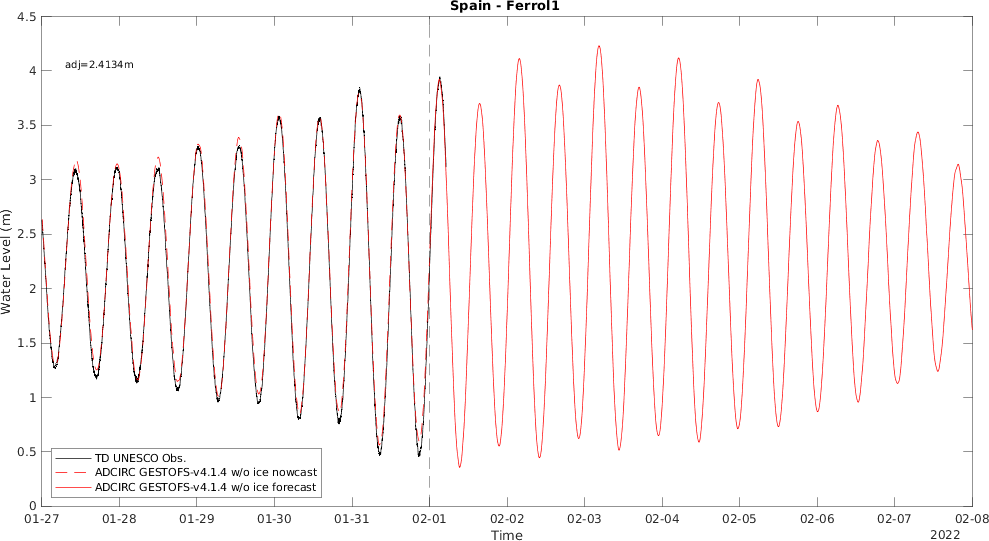 Spain - Ferrol1
4.5
4
3.5
3
2.5
2
1.5
1
0.5
0
Water Level (m)
adj=2.4134m
TD UNESCO Obs.
ADCIRC GESTOFS-v4.1.4 w/o ice nowcast
ADCIRC GESTOFS-v4.1.4 w/o ice forecast
01-27 01-28 01-29 01-30 01-31 02-01 02-02 02-03 02-04 02-05 02-06 02-07 02-08
Time
2022